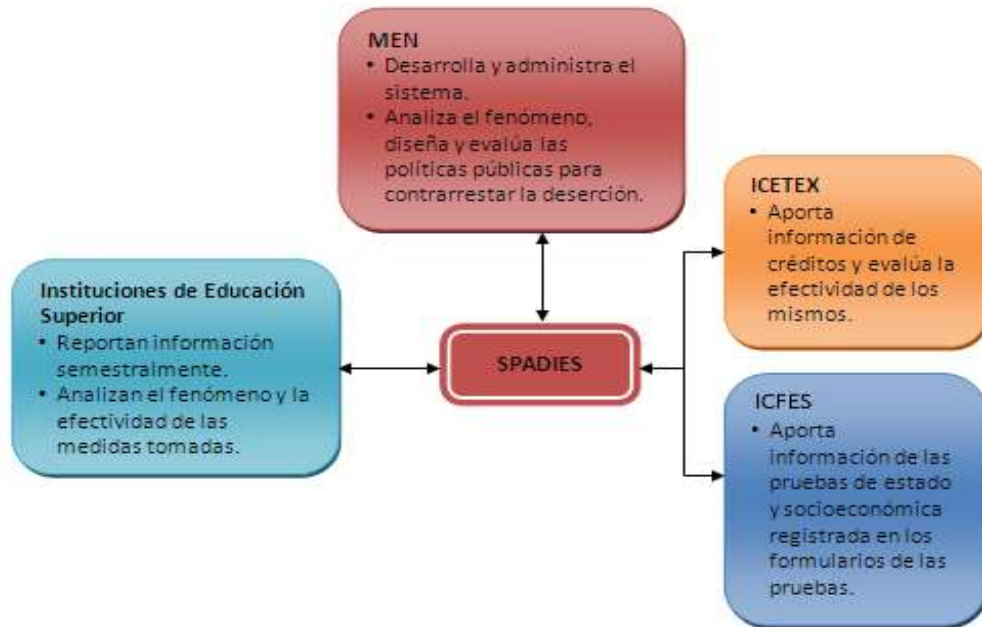 MEN
• Desarrolla y administra el
sistema.
• Analiza el fenómeno,
diseña y evalúa las
políticas públicas para
contrarrestar la deserción.
ICETEX
• Aporta
información de
créditos y evalúa la
efectividad de los
mismos.
Instituciones de Educación
Superior
• Reportan información
semestralmente.
• Analizan el fenómeno y la
efectividad de las
medidas tomadas.
SPADIES
ICFES
• Aporta
información de las
pruebas de estado
y socioeconómica
registrada en los
formularios de las
pruebas.